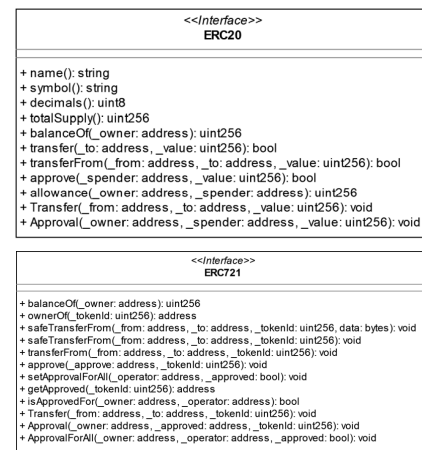 <<Interface>>
ERC20
+ name(): string
+ symbol(): string
+ decimals(): uint8
+ totalSupply(): uint256
+ balanceOf(_owner: address): uint256
+ transfer(_to: address, _value: uint256): bool
+ transferFrom(_from: address, _to: address, _value: uint256): bool
+ approve(_spender: address, _value: uint256): bool
+ allowance(_owner: address, _spender: address): uint256
+ Transfer(_from: address, _to: address, _value: uint256): void
+ Approval(_owner: address, _spender: address, _value: uint256): void
<<Interface>>
ERC721
+ balanceOf(_owner: address): uint256
+ ownerOf(_tokenId: uint256): address
+ safeTransferFrom(_from: address, _to: address, _tokenId: uint256, data: bytes): void
+ safeTransferFrom(_from: address, _to: address, _tokenId: uint256): void
+ transferFrom(_from: address, _to: address, _tokenId: uint256): void
+ approve(_approve: address, _tokenId: uint256): void
+ setApprovalForAll(_operator: address, _approved: bool): void
+ getApproved(_tokenId: uint256): address
+ isApprovedFor(_owner: address, _operator: address): bool
+ Transfer(_from: address, _to: address, _tokenId: uint256): void
+ Approval(_owner: address, _approved: address, _tokenId: uint256): void
+ ApprovalForAll(_owner: address, _operator: address, _approved: bool): void